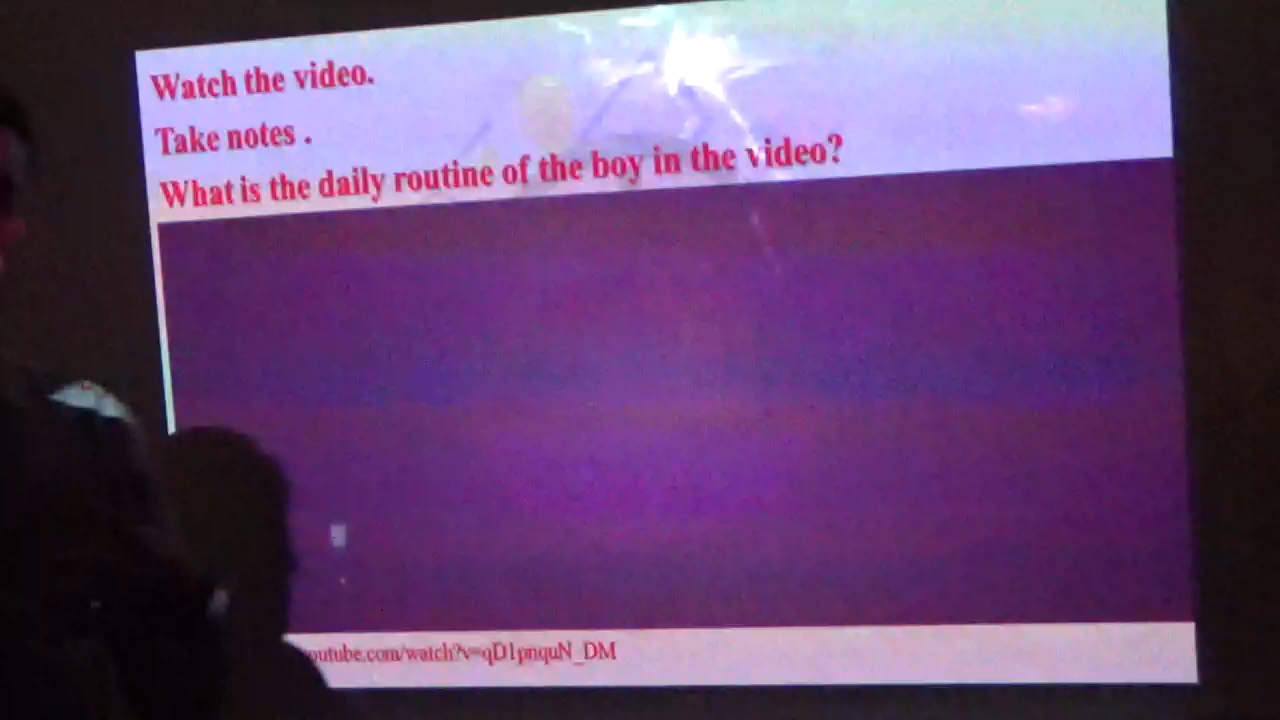 Watch the video.
Take notes .
What is the daily routine of the boy in the video?
outube.com/watch?v=qD1pnquN_DM